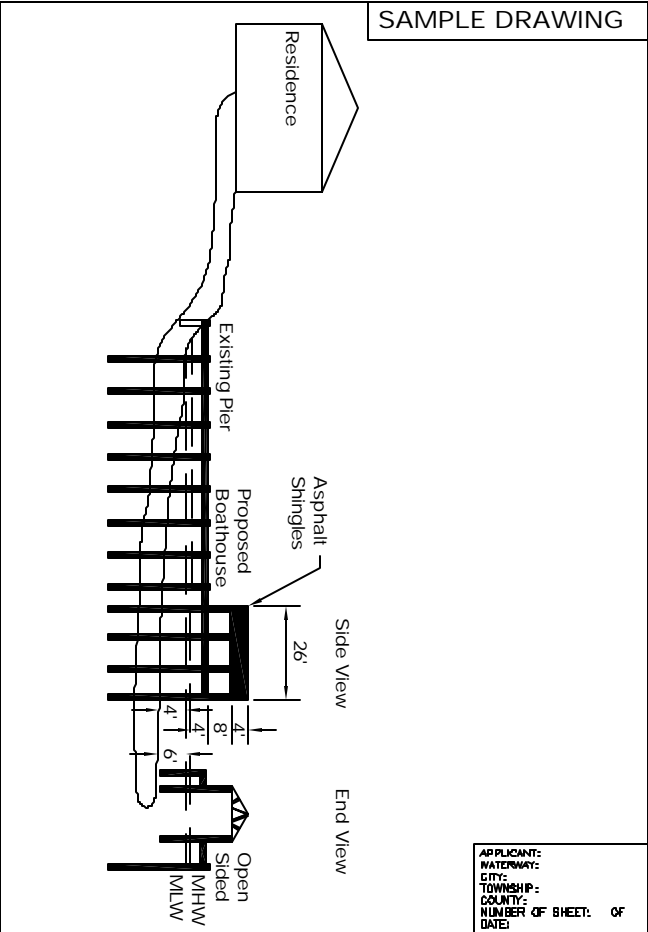 SAMPLE DRAWING
Residence
Existing Pier
Proposed
Boathouse
Asphalt
Shingles
Side View
26'
4'
8'
4'
4'
6'
End View
Open
Sided
MHW
MLW
APPLICANT:
WATERWAY:
CITY:
TOWNSHIP:
COUNTY:
NUMBER OF SHEET: OF
DATE: